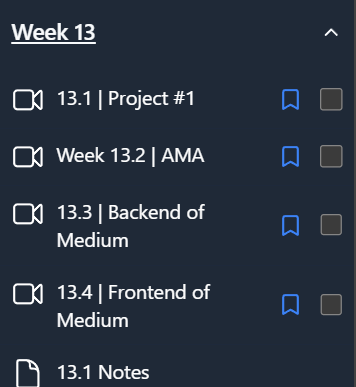 Week 13
13.1 | Project #1
Week 13.2 | AMA
13.3 | Backend of
Medium
13.4 | Frontend of
Medium
13.1 Notes